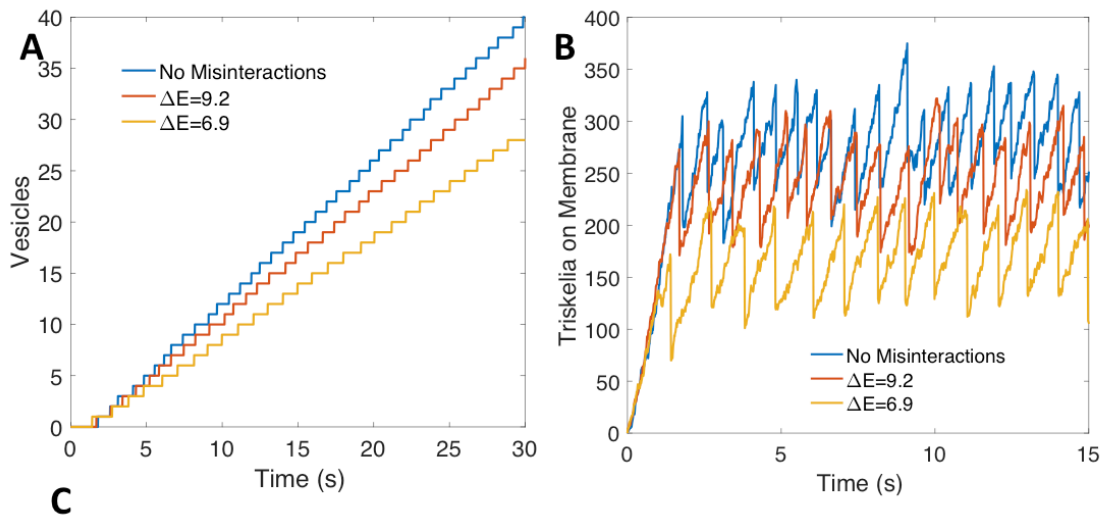 A
40
35
30
25
20
15
10
5
0
Vesicles
No Misinteractions
ΔE=9.2
ΔE=6.9
0 5 10 15 20 25 30
Time (s)
B
400
350
300
250
200
150
100
50
0
Triskelia on Membrane
No Misinteractions
ΔE=9.2
ΔE=6.9
0 5 10 15
Time (s)
C